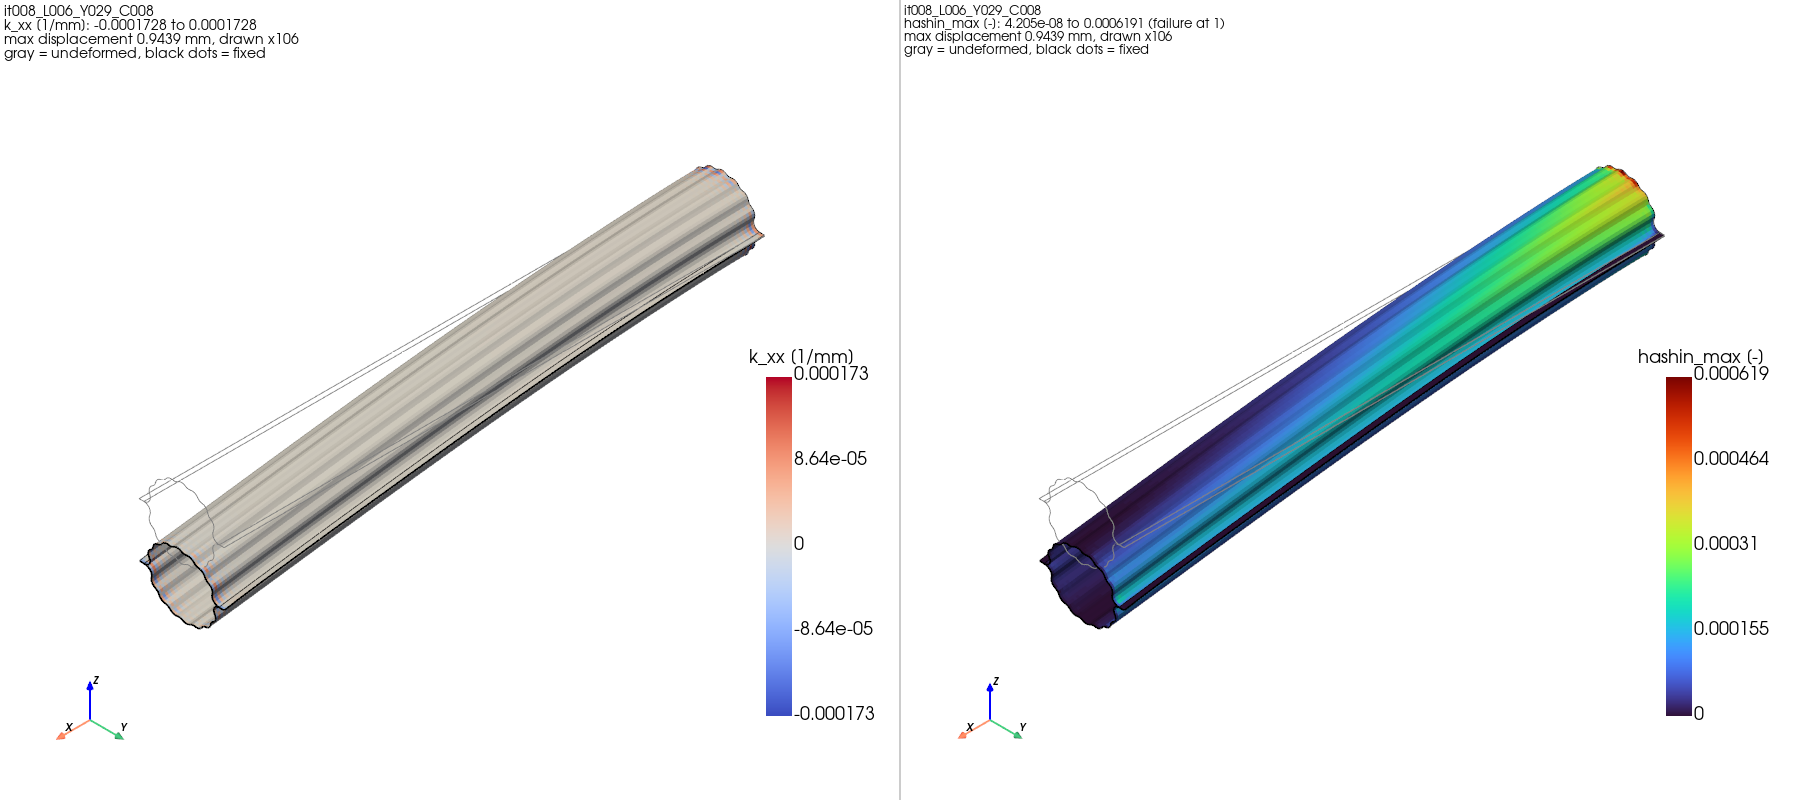 it008_L006_Y029_C008
k_xx [1/mm]: -0.0001728 to 0.0001728
max displacement 0.9439 mm, drawn x106
gray = undeformed, black dots = fixed
k_xx [1/mm]
0.000173
8.64e-05
0
-8.64e-05
-0.000173
Z
X
Y
it008_L006_Y029_C008
hashin_max [-]: 4.205e-08 to 0.0006191 (failure at 1)
max displacement 0.9439 mm, drawn x106
gray = undeformed, black dots = fixed
hashin_max [-]
0.000619
0.000464
0.00031
0.000155
0
Z
X
Y